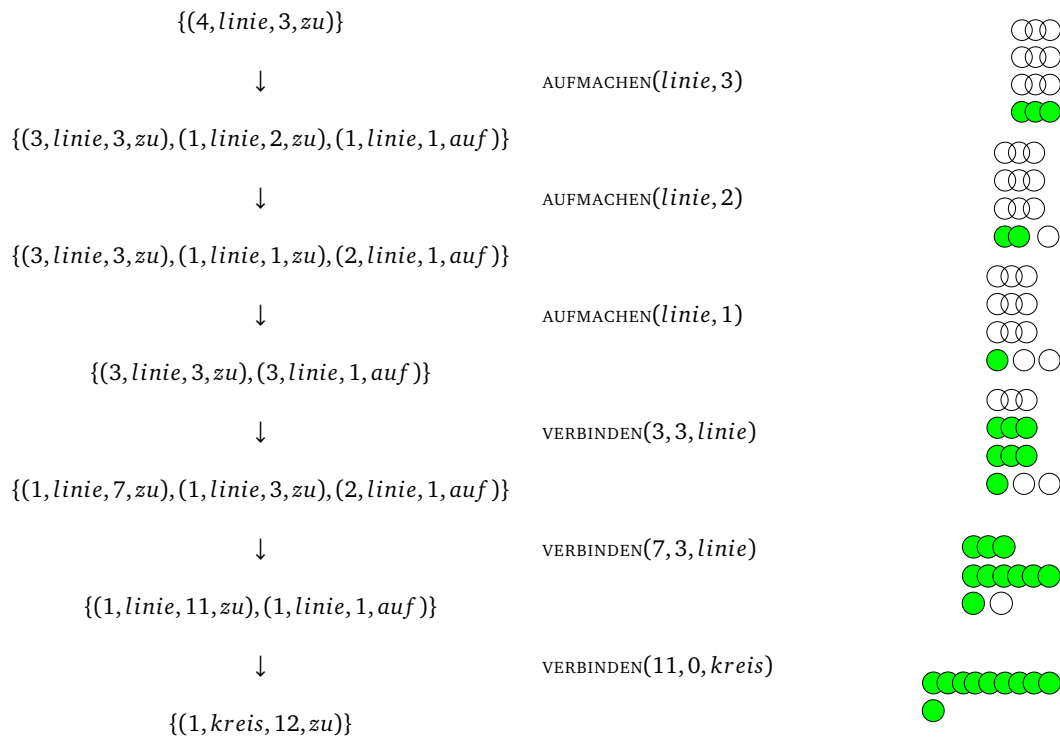 {(4, linie, 3, zu)}
↓ AUFMACHEN(linie, 3)
{(3, linie, 3, zu), (1, linie, 2, zu), (1, linie, 1, auf)}
↓ AUFMACHEN(linie, 2)
{(3, linie, 3, zu), (1, linie, 1, zu), (2, linie, 1, auf)}
↓ AUFMACHEN(linie, 1)
{(3, linie, 3, zu), (3, linie, 1, auf)}
↓ VERBINDEN(3, 3, linie)
{(1, linie, 7, zu), (1, linie, 3, zu), (2, linie, 1, auf)}
↓ VERBINDEN(7, 3, linie)
{(1, linie, 11, zu), (1, linie, 1, auf)}
↓ VERBINDEN(11, 0, kreis)
{(1, kreis, 12, zu)}